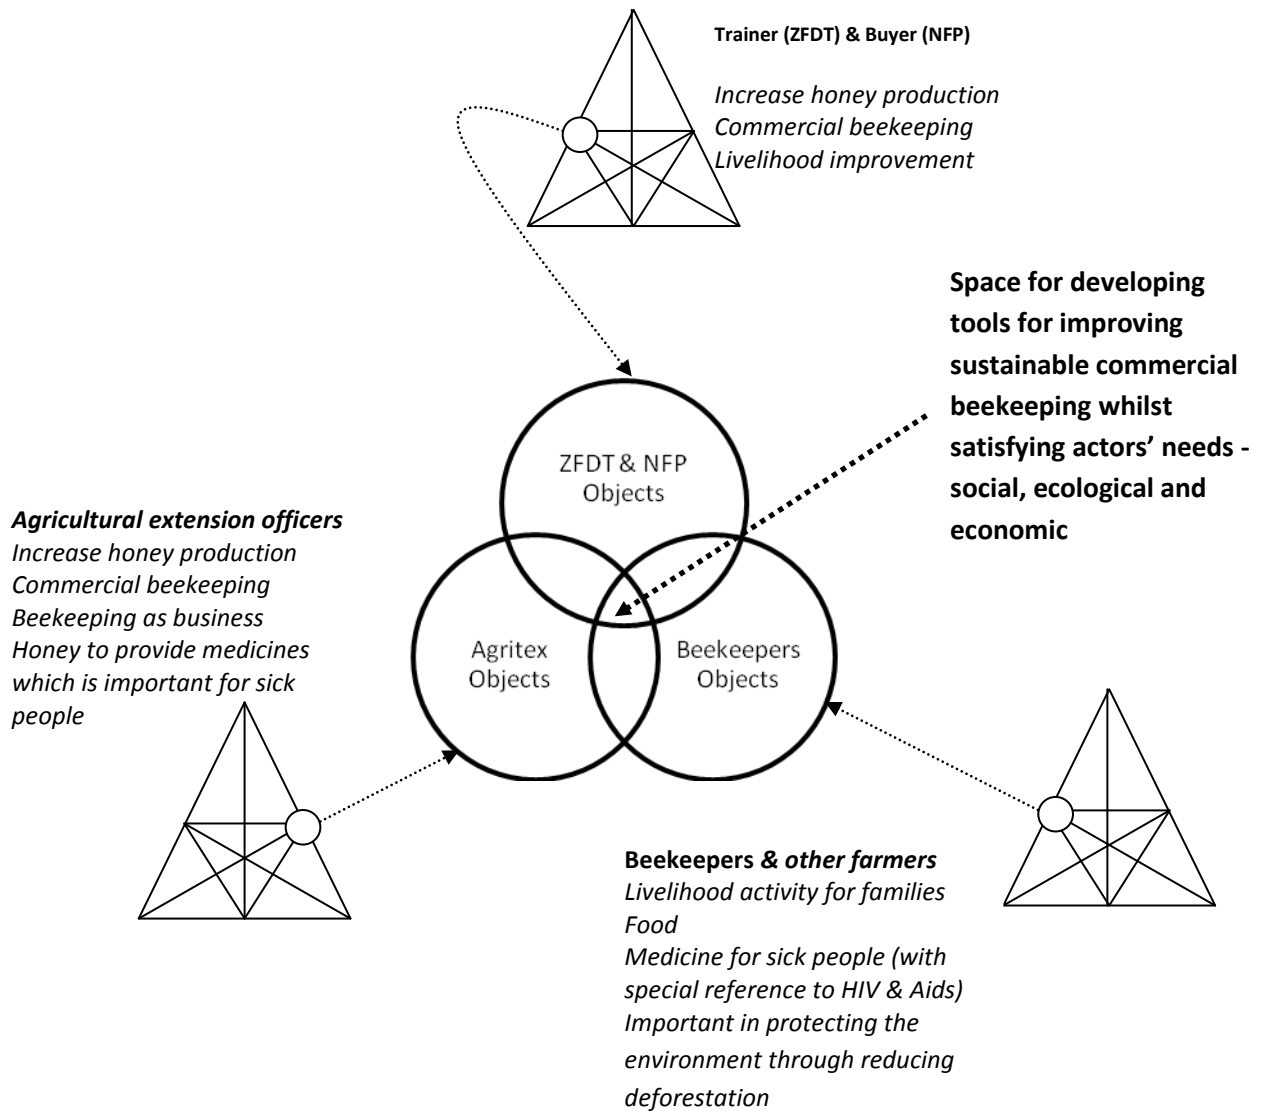 Trainer (ZFDT) & Buyer (NFP)
Increase honey production
Commercial beekeeping
Livelihood improvement
Space for developing
tools for improving
sustainable commercial
beekeeping whilst
satisfying actors’ needs -
social, ecological and
economic
ZFDT & NFP
Objects
Agricultural extension officers
Increase honey production
Commercial beekeeping
Beekeeping as business
Honey to provide medicines
which is important for sick
people
Agritex
Objects
Beekeepers
Objects
Beekeepers & other farmers
Livelihood activity for families
Food
Medicine for sick people (with
special reference to HIV & Aids)
Important in protecting the
environment through reducing
deforestation